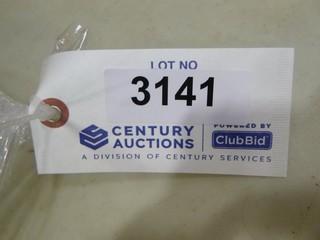 LOT NO
3141
CENTURY
AUCTIONS
POWERED BY
ClubBid
A DIVISION OF CENTURY SERVICES